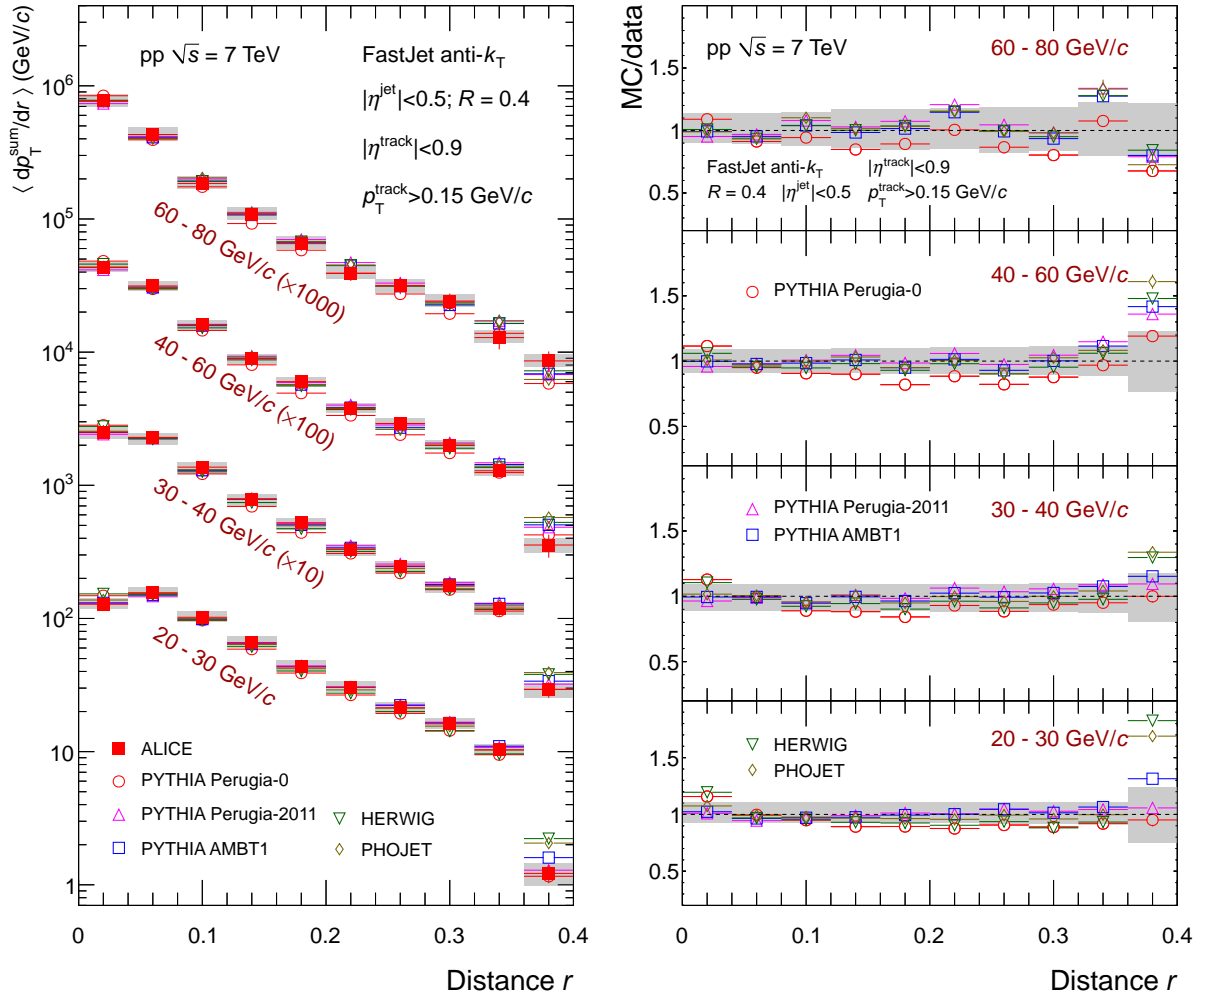 ⟨ dp_T^sum/dr ⟩ (GeV/c)
pp √s = 7 TeV
FastJet anti-k_T
|η^jet|<0.5; R = 0.4
|η^track|<0.9
p_T^track>0.15 GeV/c
10^6
10^5
10^4
10^3
10^2
10
1
60 - 80 GeV/c (×1000)
40 - 60 GeV/c (×100)
30 - 40 GeV/c (×10)
20 - 30 GeV/c
ALICE
PYTHIA Perugia-0
PYTHIA Perugia-2011
PYTHIA AMBT1
HERWIG
PHOJET
0 0.1 0.2 0.3 0.4
Distance r
MC/data
pp √s = 7 TeV
60 - 80 GeV/c
1.5
1
0.5
FastJet anti-k_T |η^track|<0.9
R = 0.4 |η^jet|<0.5 p_T^track>0.15 GeV/c
40 - 60 GeV/c
PYTHIA Perugia-0
1.5
1
0.5
30 - 40 GeV/c
PYTHIA Perugia-2011
PYTHIA AMBT1
1.5
1
0.5
20 - 30 GeV/c
HERWIG
PHOJET
1.5
1
0.5
0 0.1 0.2 0.3 0.4
Distance r